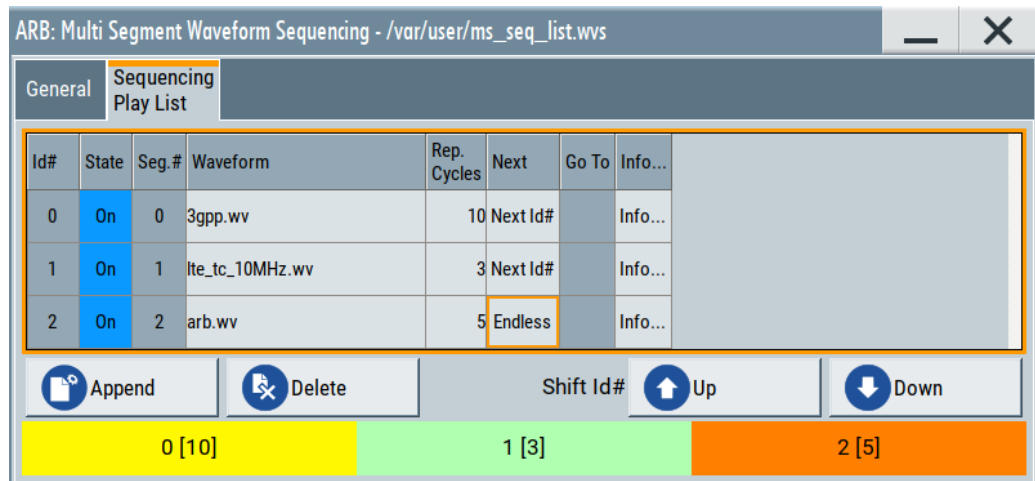 ARB: Multi Segment Waveform Sequencing - /var/user/ms_seq_list.wvs
General
Sequencing
Play List
Id# State Seg.# Waveform Rep. Cycles Next Go To Info...
0 On 0 3gpp.wv 10 Next Id# Info...
1 On 1 lte_tc_10MHz.wv 3 Next Id# Info...
2 On 2 arb.wv 5 Endless Info...
Append Delete Shift Id# Up Down
0 [10] 1 [3] 2 [5]